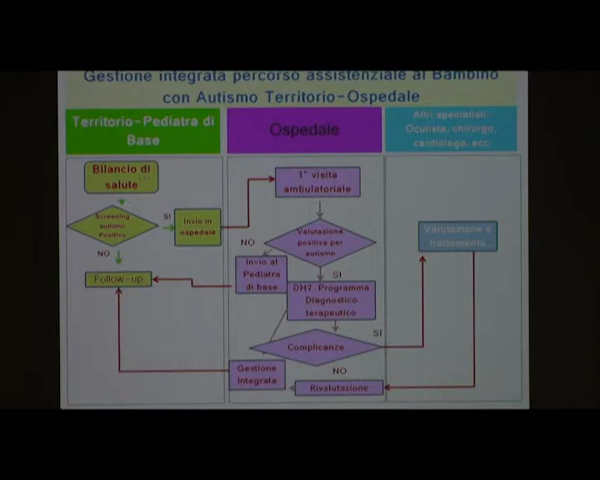 Gestione integrata percorso assistenziale al Bambino
con Autismo Territorio-Ospedale
Territorio-Pediatra di
Base
Ospedale
Altri specialisti-
Oculista, chirurgo,
cardiologo, ecc.
Bilancio di
salute
Screening
autismo
Positivo
SI
Invio in
ospedale
NO
Follow-up
1° visita
ambulatoriale
Valutazione
positiva per
autismo
NO
Invio al
Pediatra
di base
SI
DH7 Programma
Diagnostico
terapeutico
Complicanze
SI
NO
Gestione
Integrata
Rivalutazione
Valutazione e
trattamento